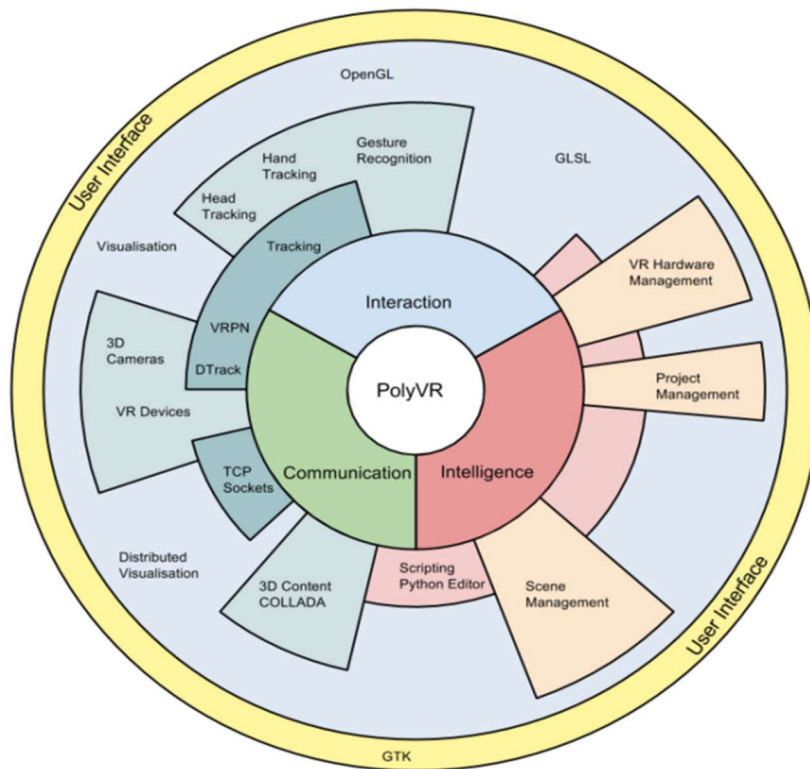 OpenGL
User Interface
Gesture
Recognition
Hand
Tracking
Head
Tracking
GLSL
Visualisation
Tracking
VR Hardware
Management
Interaction
VRPN
3D
Cameras
DTrack
VR Devices
PolyVR
Project
Management
Communication
Intelligence
TCP
Sockets
Distributed
Visualisation
3D Content
COLLADA
Scripting
Python Editor
Scene
Management
User Interface
GTK